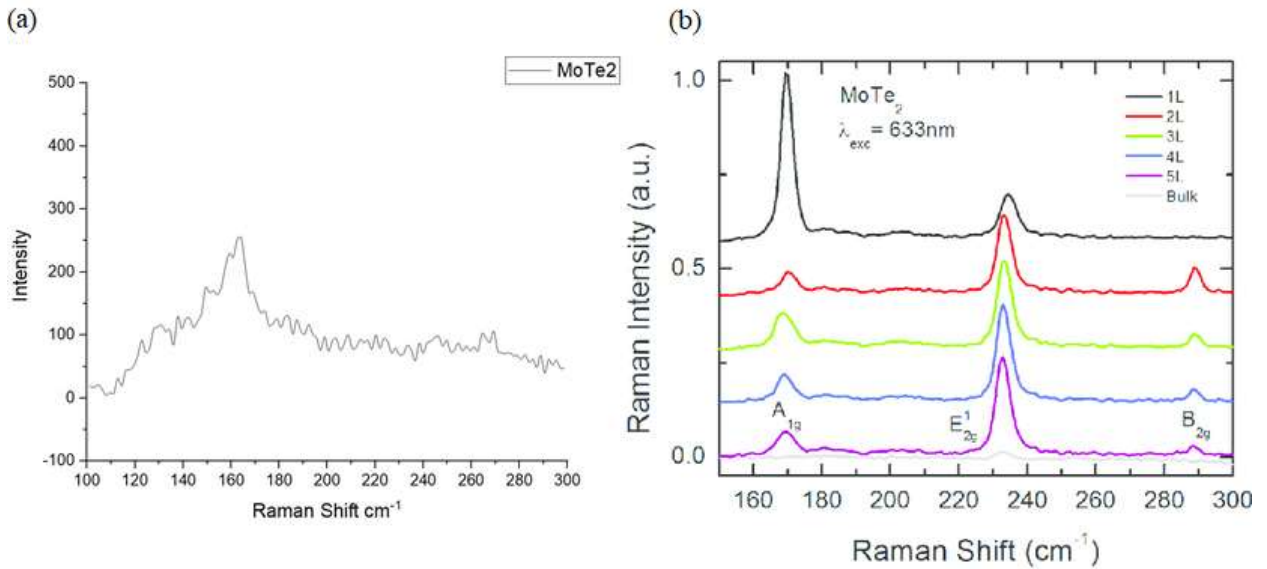 (a)
MoTe2
500
400
300
200
100
0
-100
Intensity
100 120 140 160 180 200 220 240 260 280 300
Raman Shift cm⁻¹
(b)
MoTe₂
λexc = 633nm
1L
2L
3L
4L
5L
Bulk
1.0
0.5
0.0
Raman Intensity (a.u.)
A1g
E¹2g
B2g
160 180 200 220 240 260 280 300
Raman Shift (cm⁻¹)